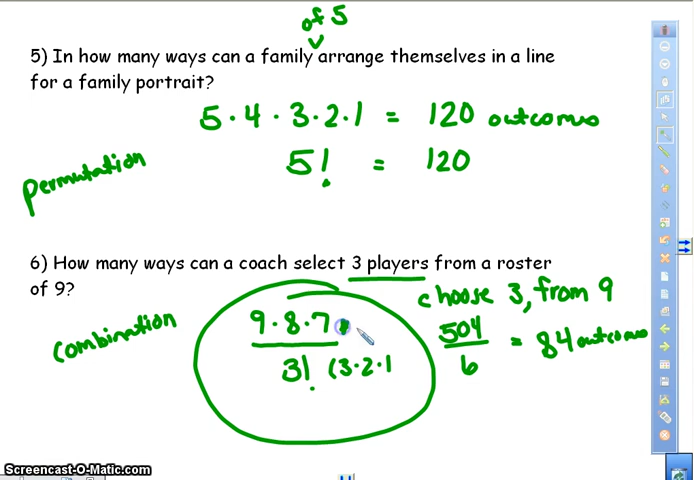 of 5
5) In how many ways can a family arrange themselves in a line
for a family portrait?
5 · 4 · 3 · 2 · 1 = 120 outcomes
5! = 120
permutation
6) How many ways can a coach select 3 players from a roster
of 9?
choose 3, from 9
combination
9 · 8 · 7
3! (3 · 2 · 1
504
6
= 84 outcomes
Screencast-O-Matic.com